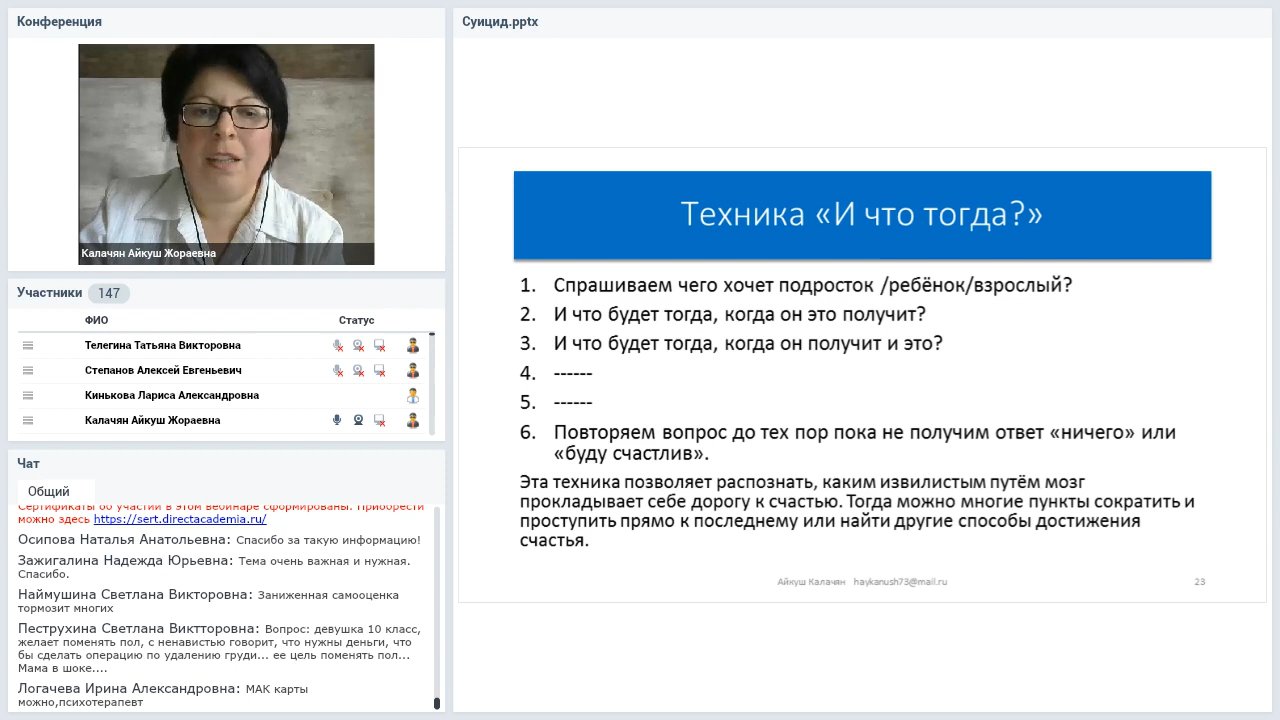 Конференция
Калачян Айкуш Жораевна
Участники 147
ФИО Статус
Телегина Татьяна Викторовна
Степанов Алексей Евгеньевич
Кинькова Лариса Александровна
Калачян Айкуш Жораевна
Чат
Общий
Сертификаты об участии в этом вебинаре сформированы. Приобрести
можно здесь https://sert.directacademia.ru/
Осипова Наталья Анатольевна: Спасибо за такую информацию!
Зажигалина Надежда Юрьевна: Тема очень важная и нужная.
Спасибо.
Наймушина Светлана Викторовна: Заниженная самооценка
тормозит многих
Пеструхина Светлана Виктторовна: Вопрос: девушка 10 класс,
желает поменять пол, с ненавистью говорит, что нужны деньги, что
бы сделать операцию по удалению груди... ее цель поменять пол...
Мама в шоке....
Логачева Ирина Александровна: МАК карты
можно,психотерапевт
Суицид.pptx
Техника «И что тогда?»
1. Спрашиваем чего хочет подросток /ребёнок/взрослый?
2. И что будет тогда, когда он это получит?
3. И что будет тогда, когда он получит и это?
4. ------
5. ------
6. Повторяем вопрос до тех пор пока не получим ответ «ничего» или
«буду счастлив».
Эта техника позволяет распознать, каким извилистым путём мозг
прокладывает себе дорогу к счастью. Тогда можно многие пункты сократить и
проступить прямо к последнему или найти другие способы достижения
счастья.
Айкуш Калачян haykanush73@mail.ru 23